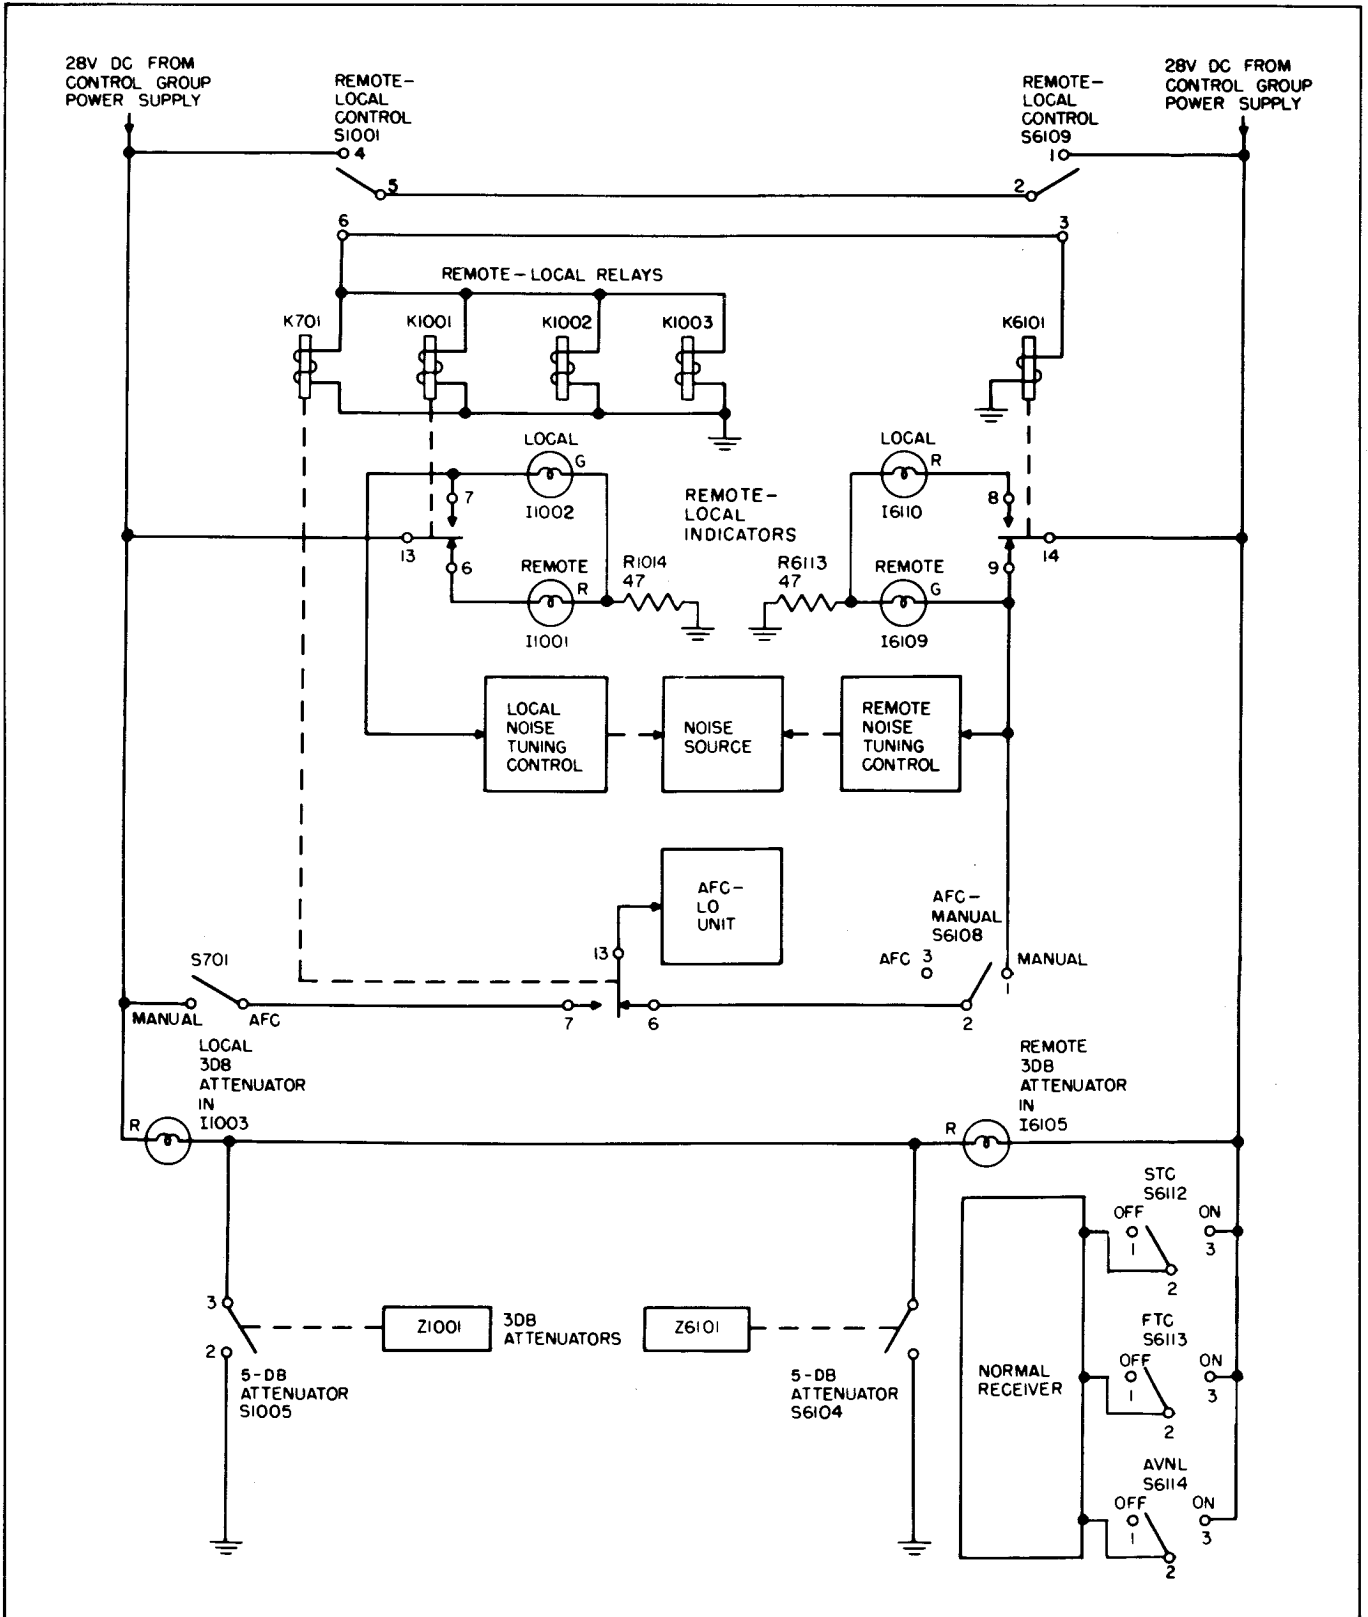 28V DC FROM
CONTROL GROUP
POWER SUPPLY
REMOTE-
LOCAL
CONTROL
S1001
4
5
6
REMOTE-
LOCAL
CONTROL
S6109
1
2
3
28V DC FROM
CONTROL GROUP
POWER SUPPLY
REMOTE-LOCAL RELAYS
K701
K1001
K1002
K1003
K6101
LOCAL
G
I1002
7
13
6
REMOTE
R
I1001
R1014
47
REMOTE-
LOCAL
INDICATORS
LOCAL
R
I6110
8
14
9
REMOTE
G
I6109
R6113
47
LOCAL
NOISE
TUNING
CONTROL
NOISE
SOURCE
REMOTE
NOISE
TUNING
CONTROL
AFC-
LO
UNIT
13
AFC-
MANUAL
S6108
AFC 3
MANUAL
1
2
S701
MANUAL
AFC
7
6
LOCAL
3DB
ATTENUATOR
IN
I1003
R
REMOTE
3DB
ATTENUATOR
IN
I6105
R
3
2
5-DB
ATTENUATOR
S1005
Z1001
3DB
ATTENUATORS
Z6101
5-DB
ATTENUATOR
S6104
NORMAL
RECEIVER
STC
S6112
OFF
ON
1
3
2
FTC
S6113
OFF
ON
1
3
2
AVNL
S6114
OFF
ON
1
3
2